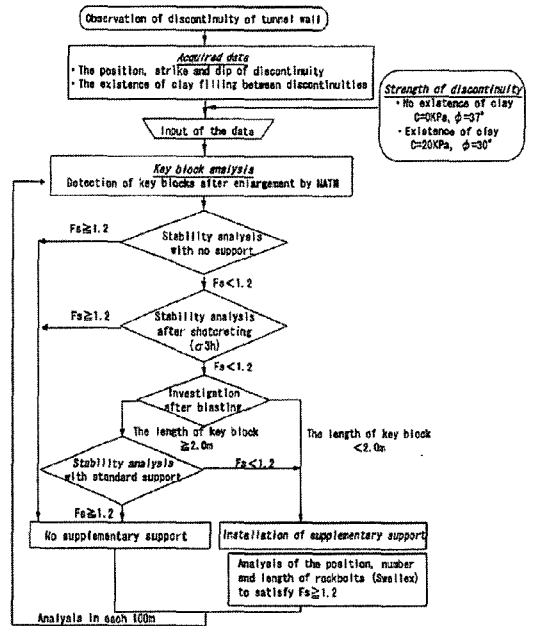 Observation of discontinuity of tunnel wall
Acquired data
・The position, strike and dip of discontinuity
・The existence of clay filling between discontinuities
Strength of discontinuity
・No existence of clay
C=0KPa, φ=37°
・Existence of clay
C=20KPa, φ=30°
Input of the data
Key block analysis
Detection of key blocks after enlargement by NATM
Fs≧1.2
Stability analysis
with no support
Fs<1.2
Fs≧1.2
Stability analysis
after shotcreting
(σ3h)
Fs<1.2
Investigation
after blasting
The length of key block
≧2.0m
The length of key block
<2.0m
Stability analysis
with standard support
Fs<1.2
Fs≧1.2
No supplementary support
Installation of supplementary support
Analysis of the position, number
and length of rockbolts (Swellex)
to satisfy Fs≧1.2
Analysis in each 100m